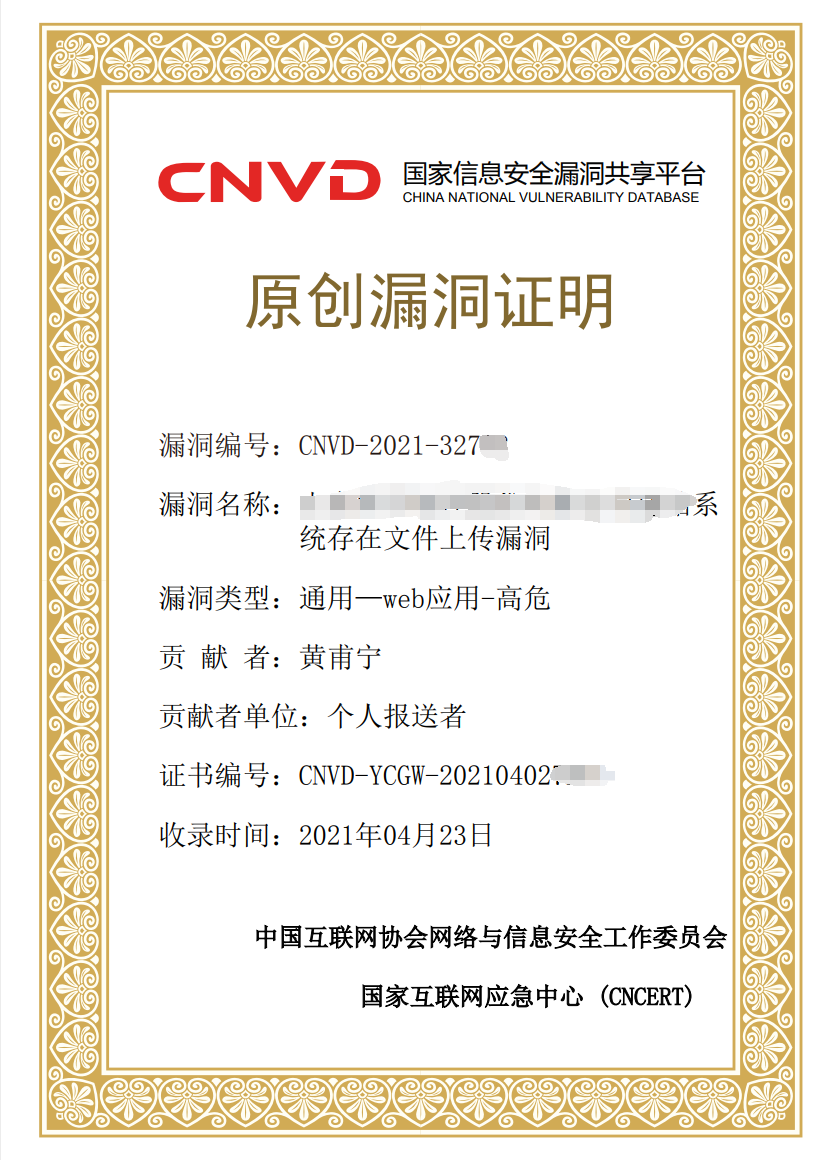 CNVD 国家信息安全漏洞共享平台
CHINA NATIONAL VULNERABILITY DATABASE
原创漏洞证明
漏洞编号：CNVD-2021-327
漏洞名称：系
统存在文件上传漏洞
漏洞类型：通用—web应用-高危
贡 献 者：黄甫宁
贡献者单位：个人报送者
证书编号：CNVD-YCGW-202104027
收录时间：2021年04月23日
中国互联网协会网络与信息安全工作委员会
国家互联网应急中心 (CNCERT)